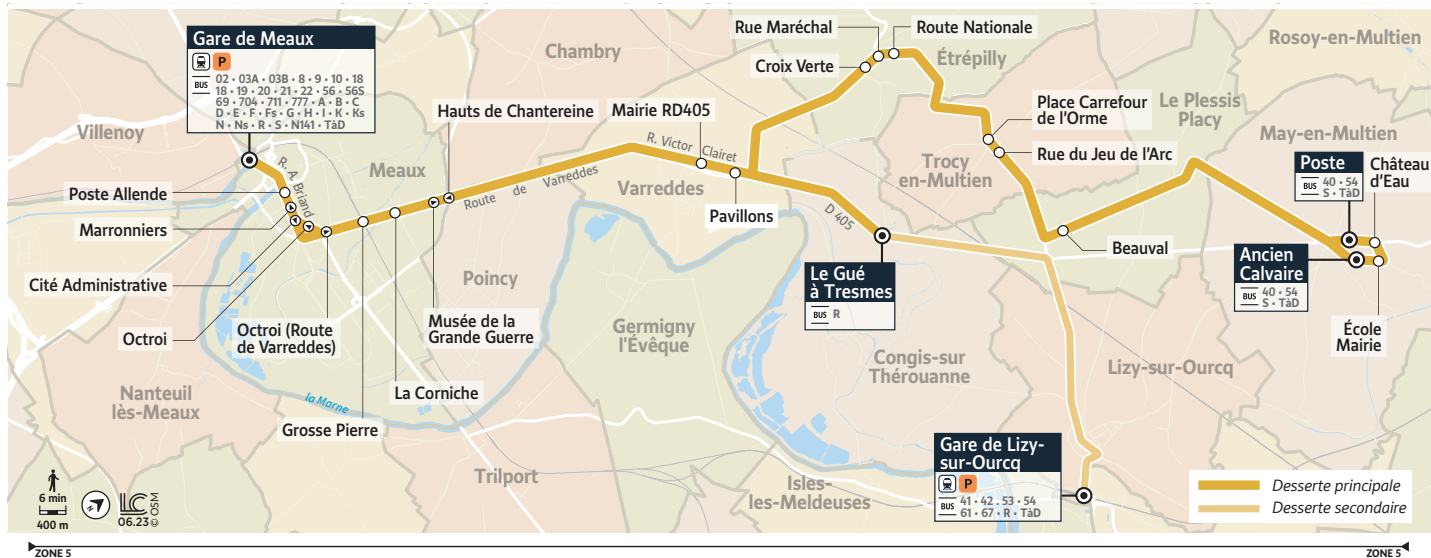 Gare de Meaux
P
BUS
02 • 03A • 03B • 8 • 9 • 10 • 18
18 • 19 • 20 • 21 • 22 • 56 • 56S
69 • 704 • 711 • 777 • A • B • C
D • E • F • Fs • G • H • I • K • Ks
N • Ns • R • S • N141 • TàD
Chambry
Rue Maréchal
Route Nationale
Croix Verte
Étrépilly
Rosoy-en-Multien
Villenoy
Meaux
Hauts de Chantereine
Mairie RD405
Place Carrefour
de l'Orme
Le Plessis
Placy
May-en-Multien
R. Victor Clairet
Rue du Jeu de l'Arc
Trocy
en-Multien
Poste
BUS
40 • 54
S • TàD
Château
d'Eau
R. A. Briand
Route de Varreddes
Varreddes
Poste Allende
Marronniers
Pavillons
D 405
Beauval
Cité Administrative
Poincy
Le Gué
à Tresmes
BUS
R
Ancien
Calvaire
BUS
40 • 54
S • TàD
Octroi
Octroi (Route
de Varreddes)
Musée de la
Grande Guerre
Germigny
l'Évêque
Congis-sur
Thérouanne
École
Mairie
Lizy-sur-Ourcq
Nanteuil
lès-Meaux
la Marne
La Corniche
Grosse Pierre
Trilport
Isles-
les-Meldeuses
Gare de Lizy-
sur-Ourcq
P
BUS
41 • 42 • 53 • 54
61 • 67 • R • TàD
6 min
400 m
LC
06.23
© OSM
Desserte principale
Desserte secondaire
ZONE 5
ZONE 5